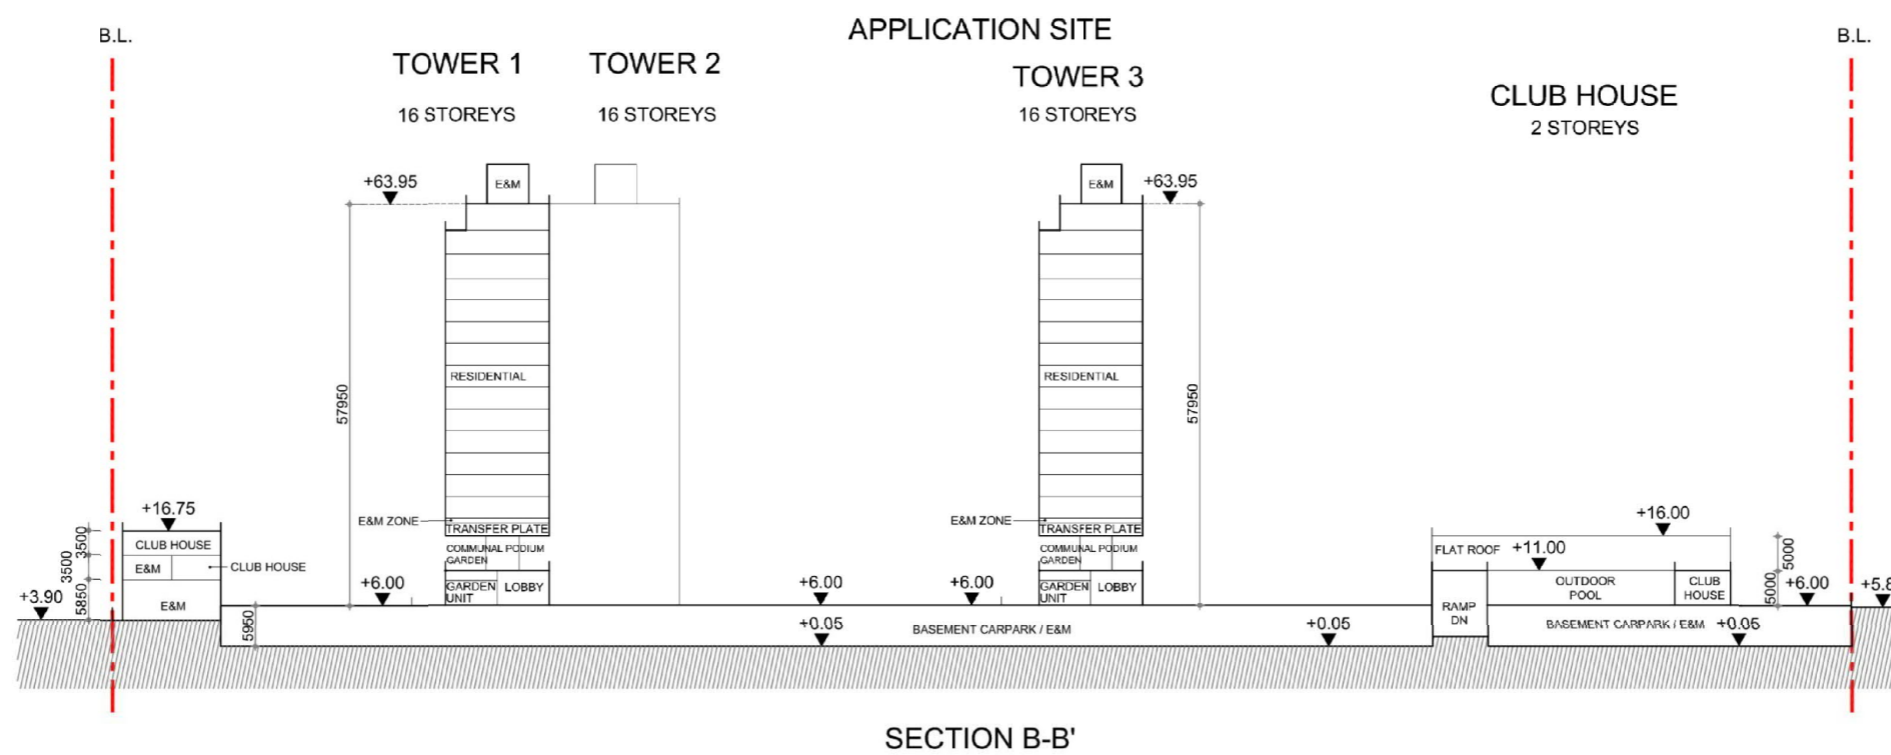 APPLICATION SITE
B.L.
B.L.
TOWER 1
16 STOREYS
TOWER 2
16 STOREYS
TOWER 3
16 STOREYS
CLUB HOUSE
2 STOREYS
+63.95
E&M
E&M
+63.95
57950
RESIDENTIAL
RESIDENTIAL
57950
+16.75
3500
3500
5850
CLUB HOUSE
E&M
CLUB HOUSE
E&M
+3.90
E&M ZONE
TRANSFER PLATE
COMMUNAL PODIUM
GARDEN
GARDEN
UNIT
LOBBY
+6.00
5950
+6.00
+6.00
+0.05
BASEMENT CARPARK / E&M
+0.05
E&M ZONE
TRANSFER PLATE
COMMUNAL PODIUM
GARDEN
GARDEN
UNIT
LOBBY
+16.00
FLAT ROOF
+11.00
5000
5000
OUTDOOR
POOL
CLUB
HOUSE
RAMP
DN
+6.00
BASEMENT CARPARK / E&M
+0.05
SECTION B-B'